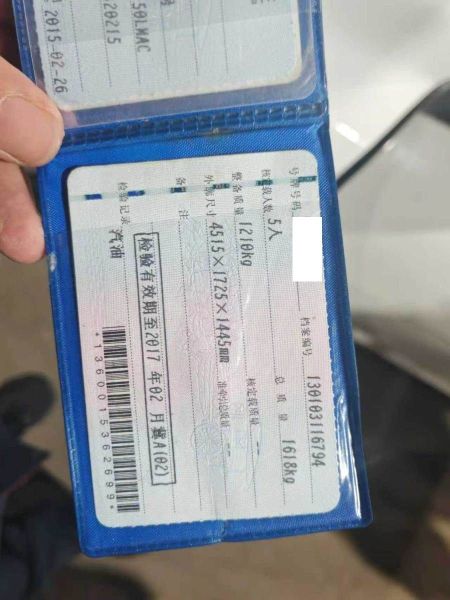 50LMAC
20215
2015-02-26
号牌号码 档案编号 130103116794
核定载人数 5人 总质量 1618kg
整备质量 1210kg 核定载质量 --
外廓尺寸 4515×1725×1445mm 准牵引总质量 --
备注
检验有效期至2017年02月冀A(02)
检验记录 汽油
*1360015362699*